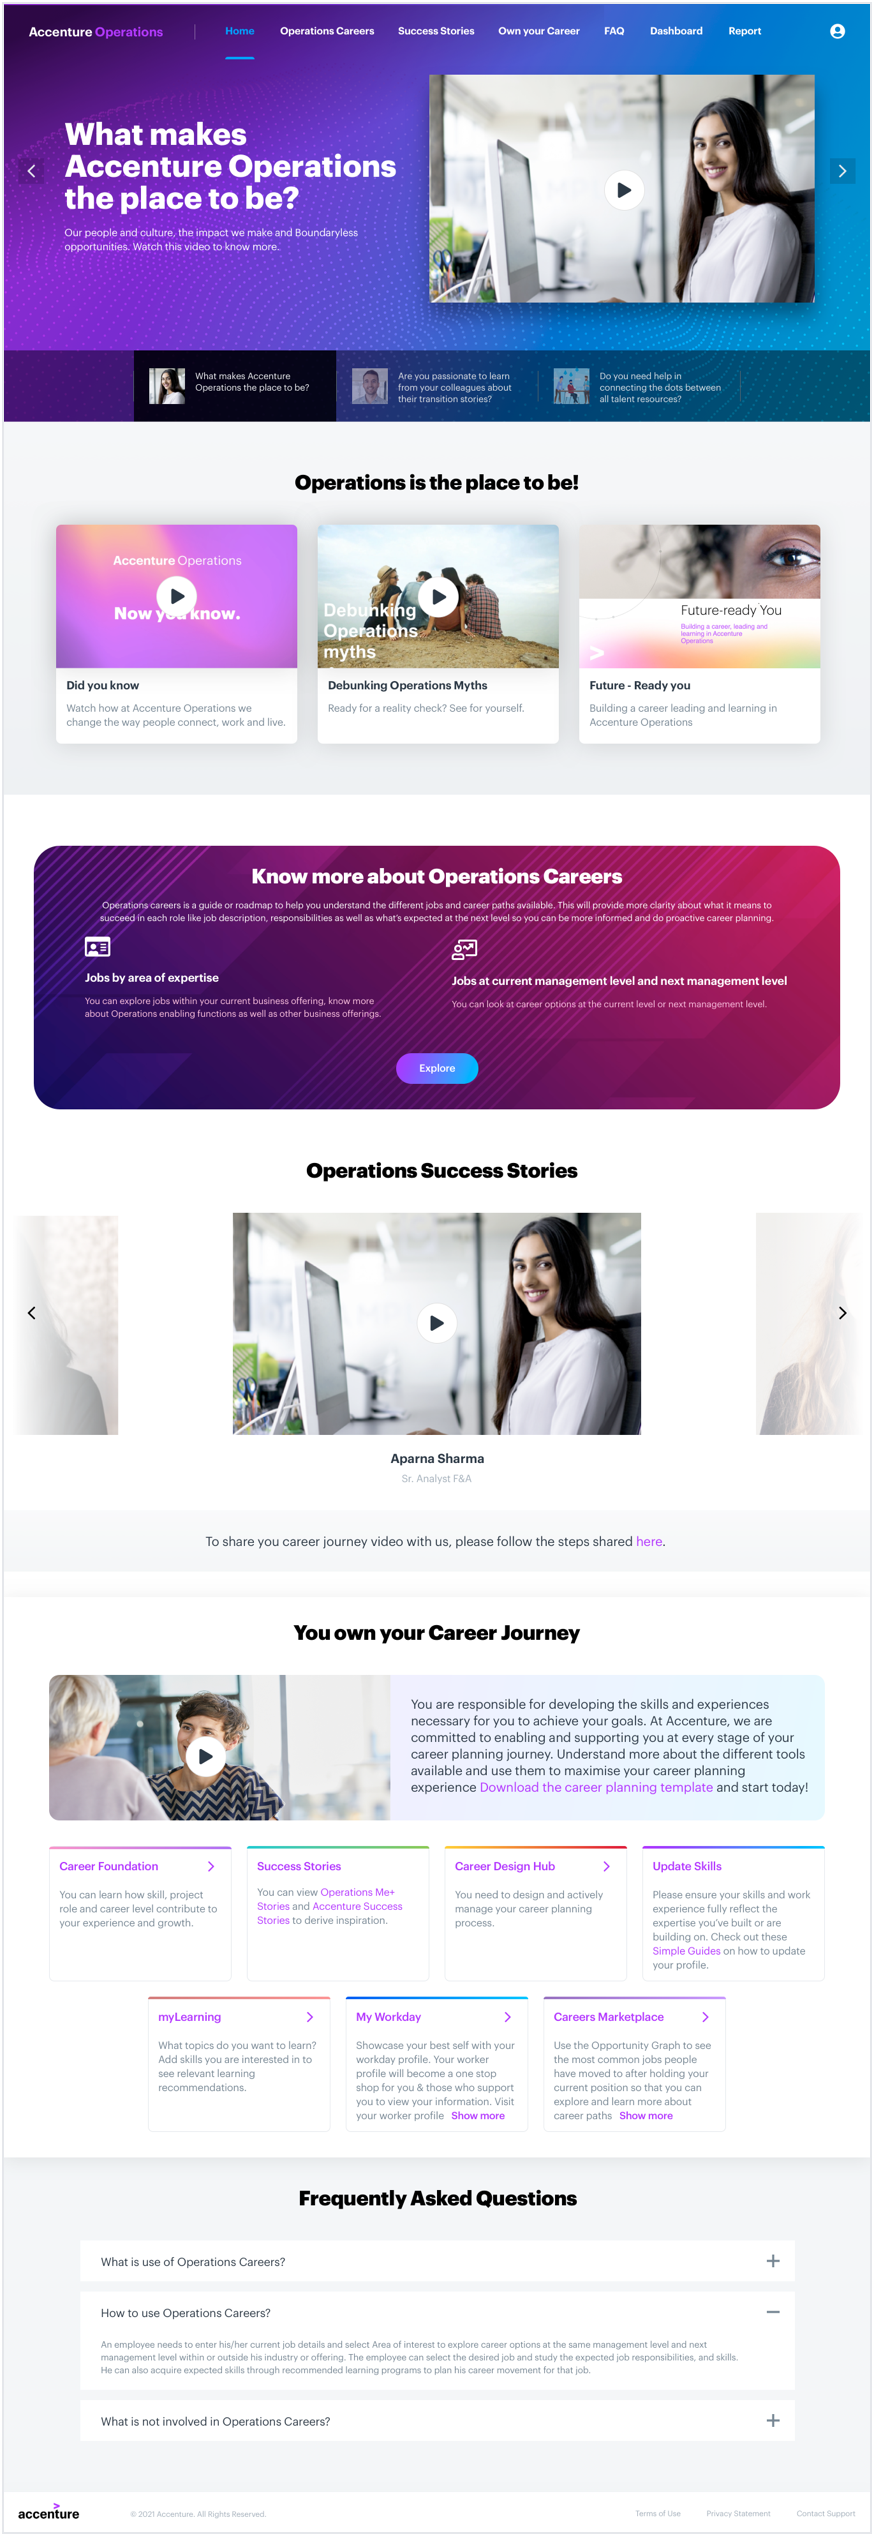 Accenture Operations
Home
Operations Careers
Success Stories
Own your Career
FAQ
Dashboard
Report
What makes
Accenture Operations
the place to be?
Our people and culture, the impact we make and Boundaryless
opportunities. Watch this video to know more.
What makes Accenture
Operations the place to be?
Are you passionate to learn
from your colleagues about
their transition stories?
Do you need help in
connecting the dots between
all talent resources?
Operations is the place to be!
Accenture Operations
Now you know.
Did you know
Watch how at Accenture Operations we
change the way people connect, work and live.
Debunking
Operations
myths
Debunking Operations Myths
Ready for a reality check? See for yourself.
Future-ready You
Building a career, leading and
learning in Accenture
Operations
Future - Ready you
Building a career leading and learning in
Accenture Operations
Know more about Operations Careers
Operations careers is a guide or roadmap to help you understand the different jobs and career paths available. This will provide more clarity about what it means to
succeed in each role like job description, responsibilities as well as what's expected at the next level so you can be more informed and do proactive career planning.
Jobs by area of expertise
You can explore jobs within your current business offering, know more
about Operations enabling functions as well as other business offerings.
Jobs at current management level and next management level
You can look at career options at the current level or next management level.
Explore
Operations Success Stories
Aparna Sharma
Sr. Analyst F&A
To share you career journey video with us, please follow the steps shared here.
You own your Career Journey
You are responsible for developing the skills and experiences
necessary for you to achieve your goals. At Accenture, we are
committed to enabling and supporting you at every stage of your
career planning journey. Understand more about the different tools
available and use them to maximise your career planning
experience Download the career planning template and start today!
Career Foundation
You can learn how skill, project
role and career level contribute to
your experience and growth.
Success Stories
You can view Operations Me+
Stories and Accenture Success
Stories to derive inspiration.
Career Design Hub
You need to design and actively
manage your career planning
process.
Update Skills
Please ensure your skills and work
experience fully reflect the
expertise you've built or are
building on. Check out these
Simple Guides on how to update
your profile.
myLearning
What topics do you want to learn?
Add skills you are interested in to
see relevant learning
recommendations.
My Workday
Showcase your best self with your
workday profile. Your worker
profile will become a one stop
shop for you & those who support
you to view your information. Visit
your worker profile Show more
Careers Marketplace
Use the Opportunity Graph to see
the most common jobs people
have moved to after holding your
current position so that you can
explore and learn more about
career paths Show more
Frequently Asked Questions
What is use of Operations Careers?
How to use Operations Careers?
An employee needs to enter his/her current job details and select Area of interest to explore career options at the same management level and next
management level within or outside his industry or offering. The employee can select the desired job and study the expected job responsibilities, and skills.
He can also acquire expected skills through recommended learning programs to plan his career movement for that job.
What is not involved in Operations Careers?
accenture
© 2021 Accenture. All Rights Reserved.
Terms of Use
Privacy Statement
Contact Support